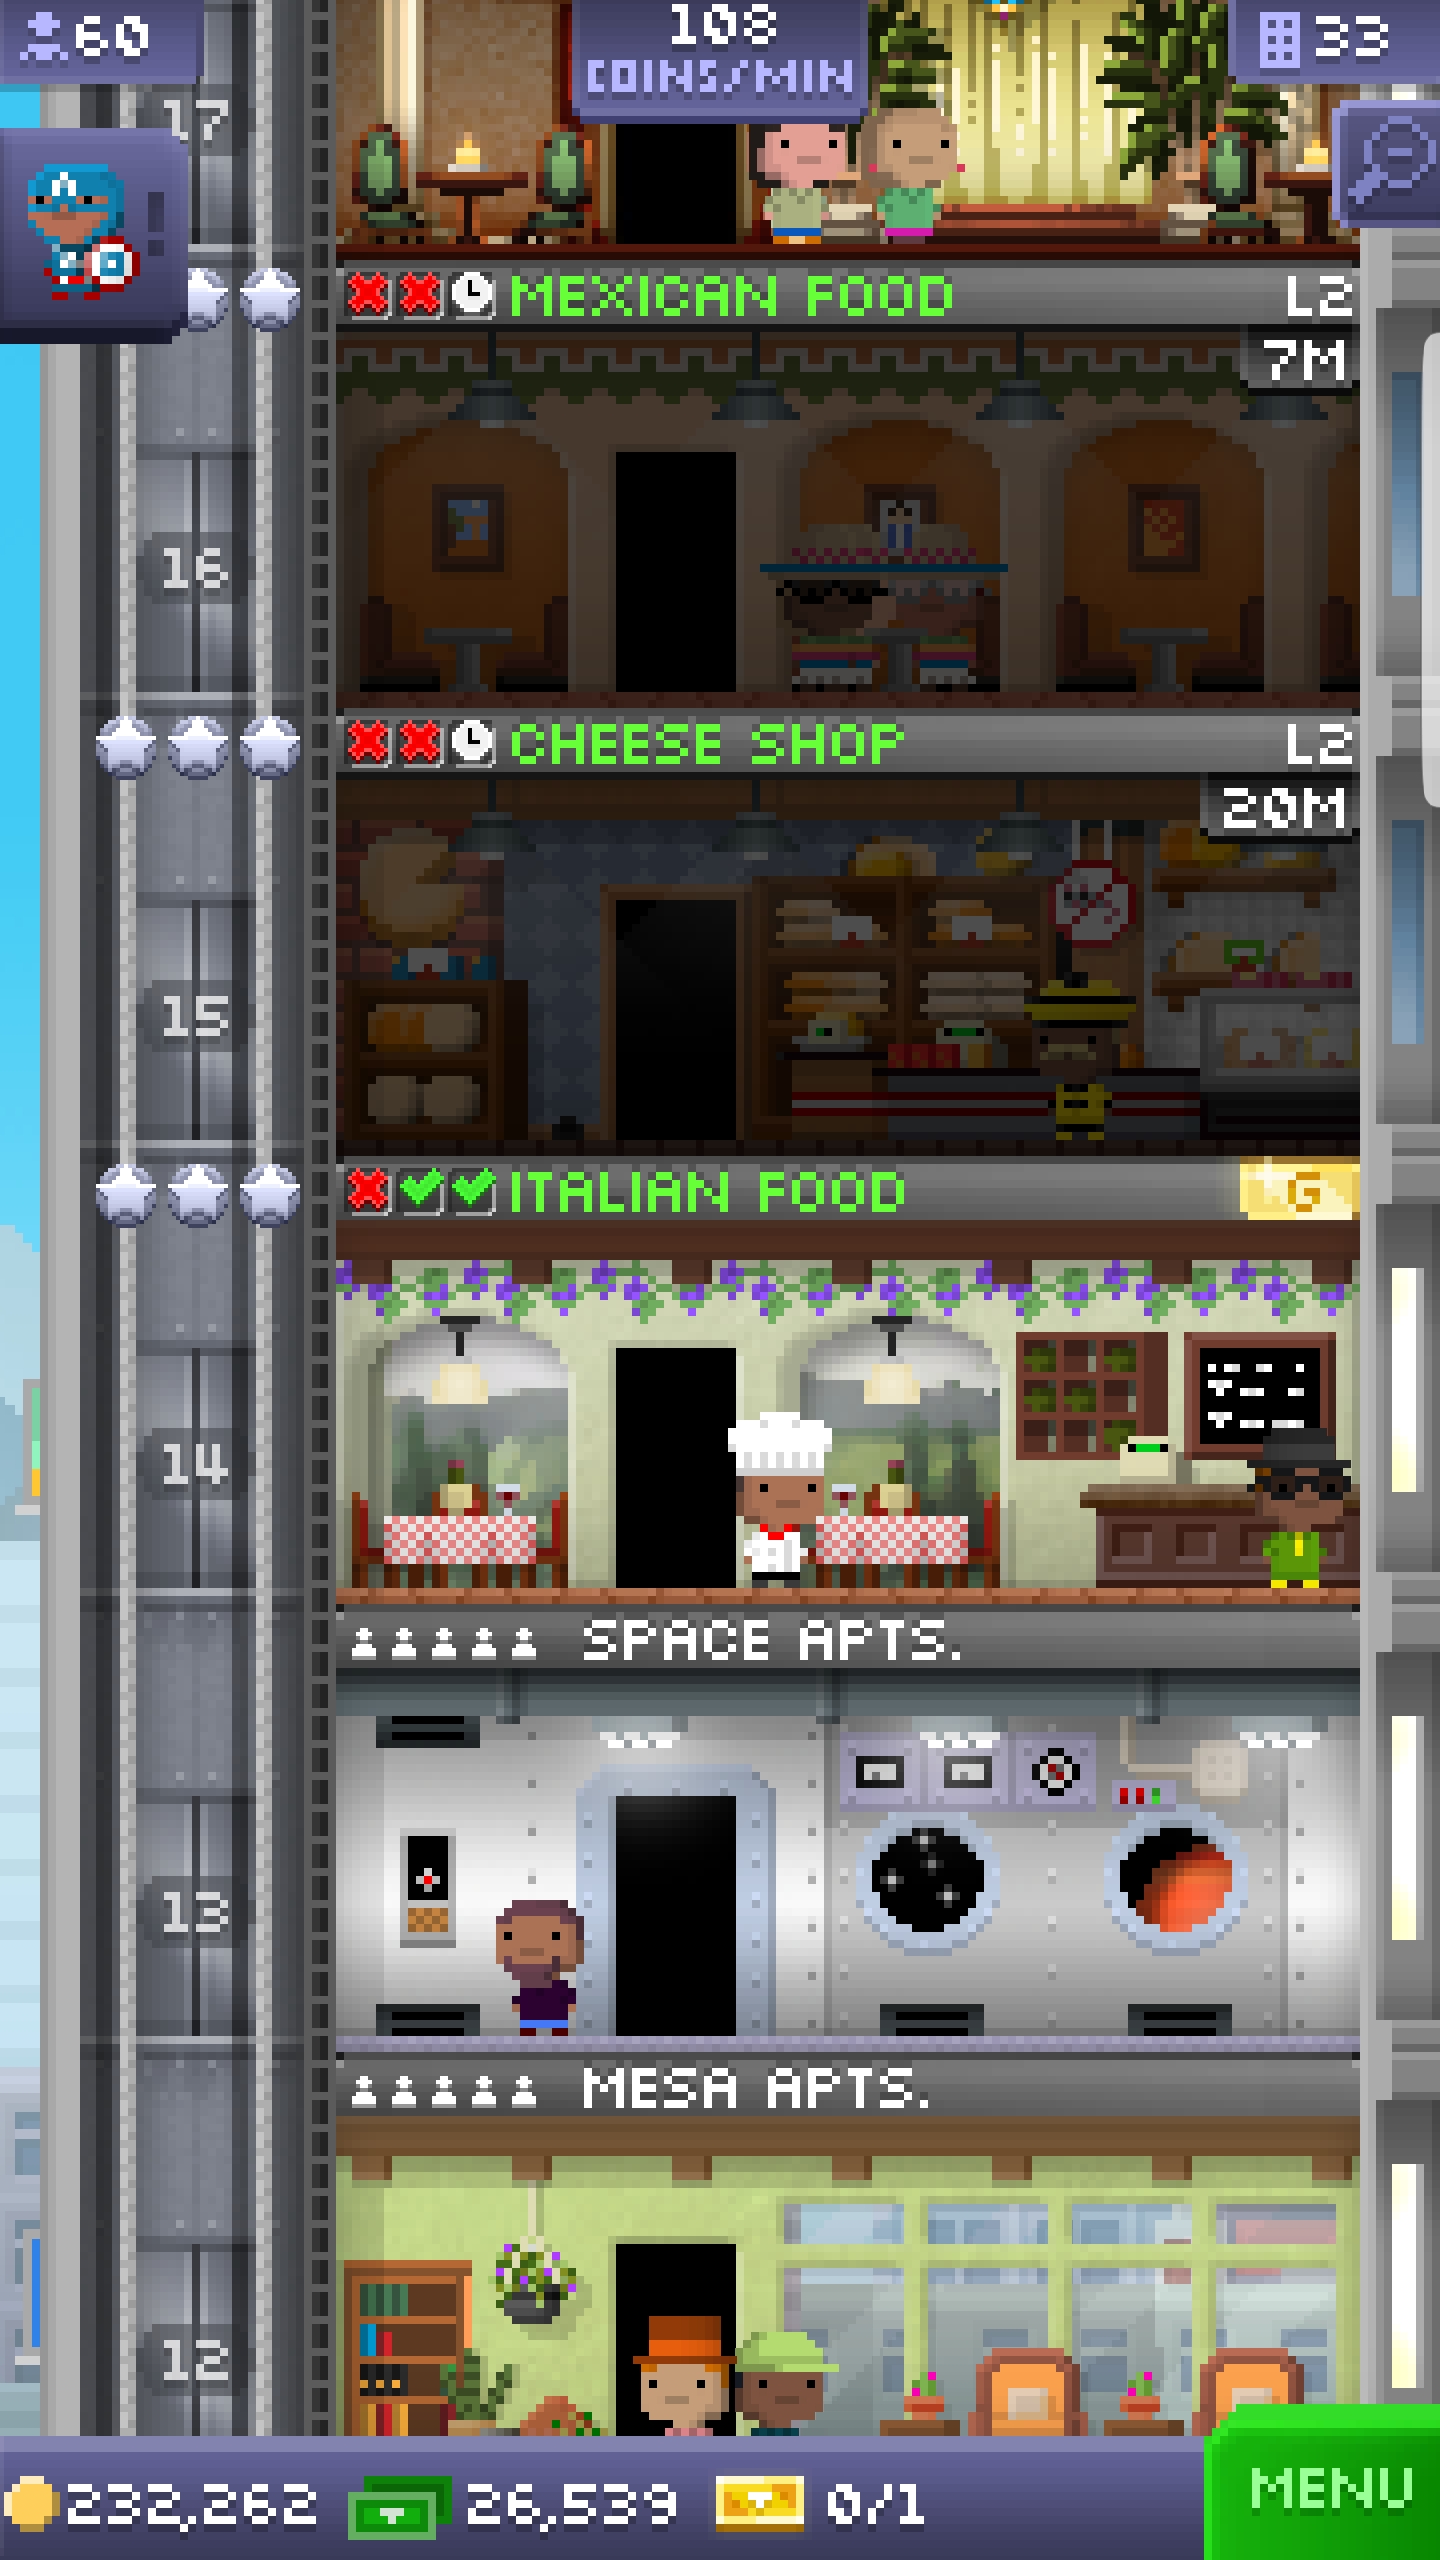 60
108
COINS/MIN
33
17
MEXICAN FOOD L2
7M
16
CHEESE SHOP L2
20M
15
ITALIAN FOOD G
14
SPACE APTS.
13
MESA APTS.
12
232,262 26,539 0/1 MENU